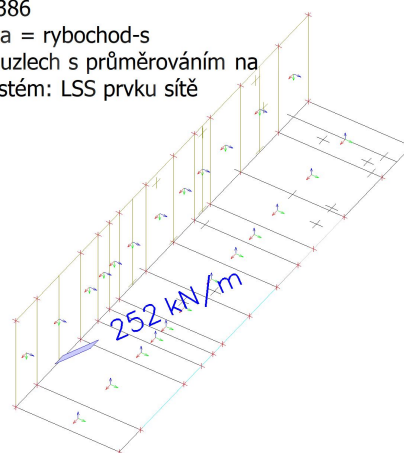 386
a = rybochod-s
uzlech s průměrováním na
stém: LSS prvku sítě
252 kN/m